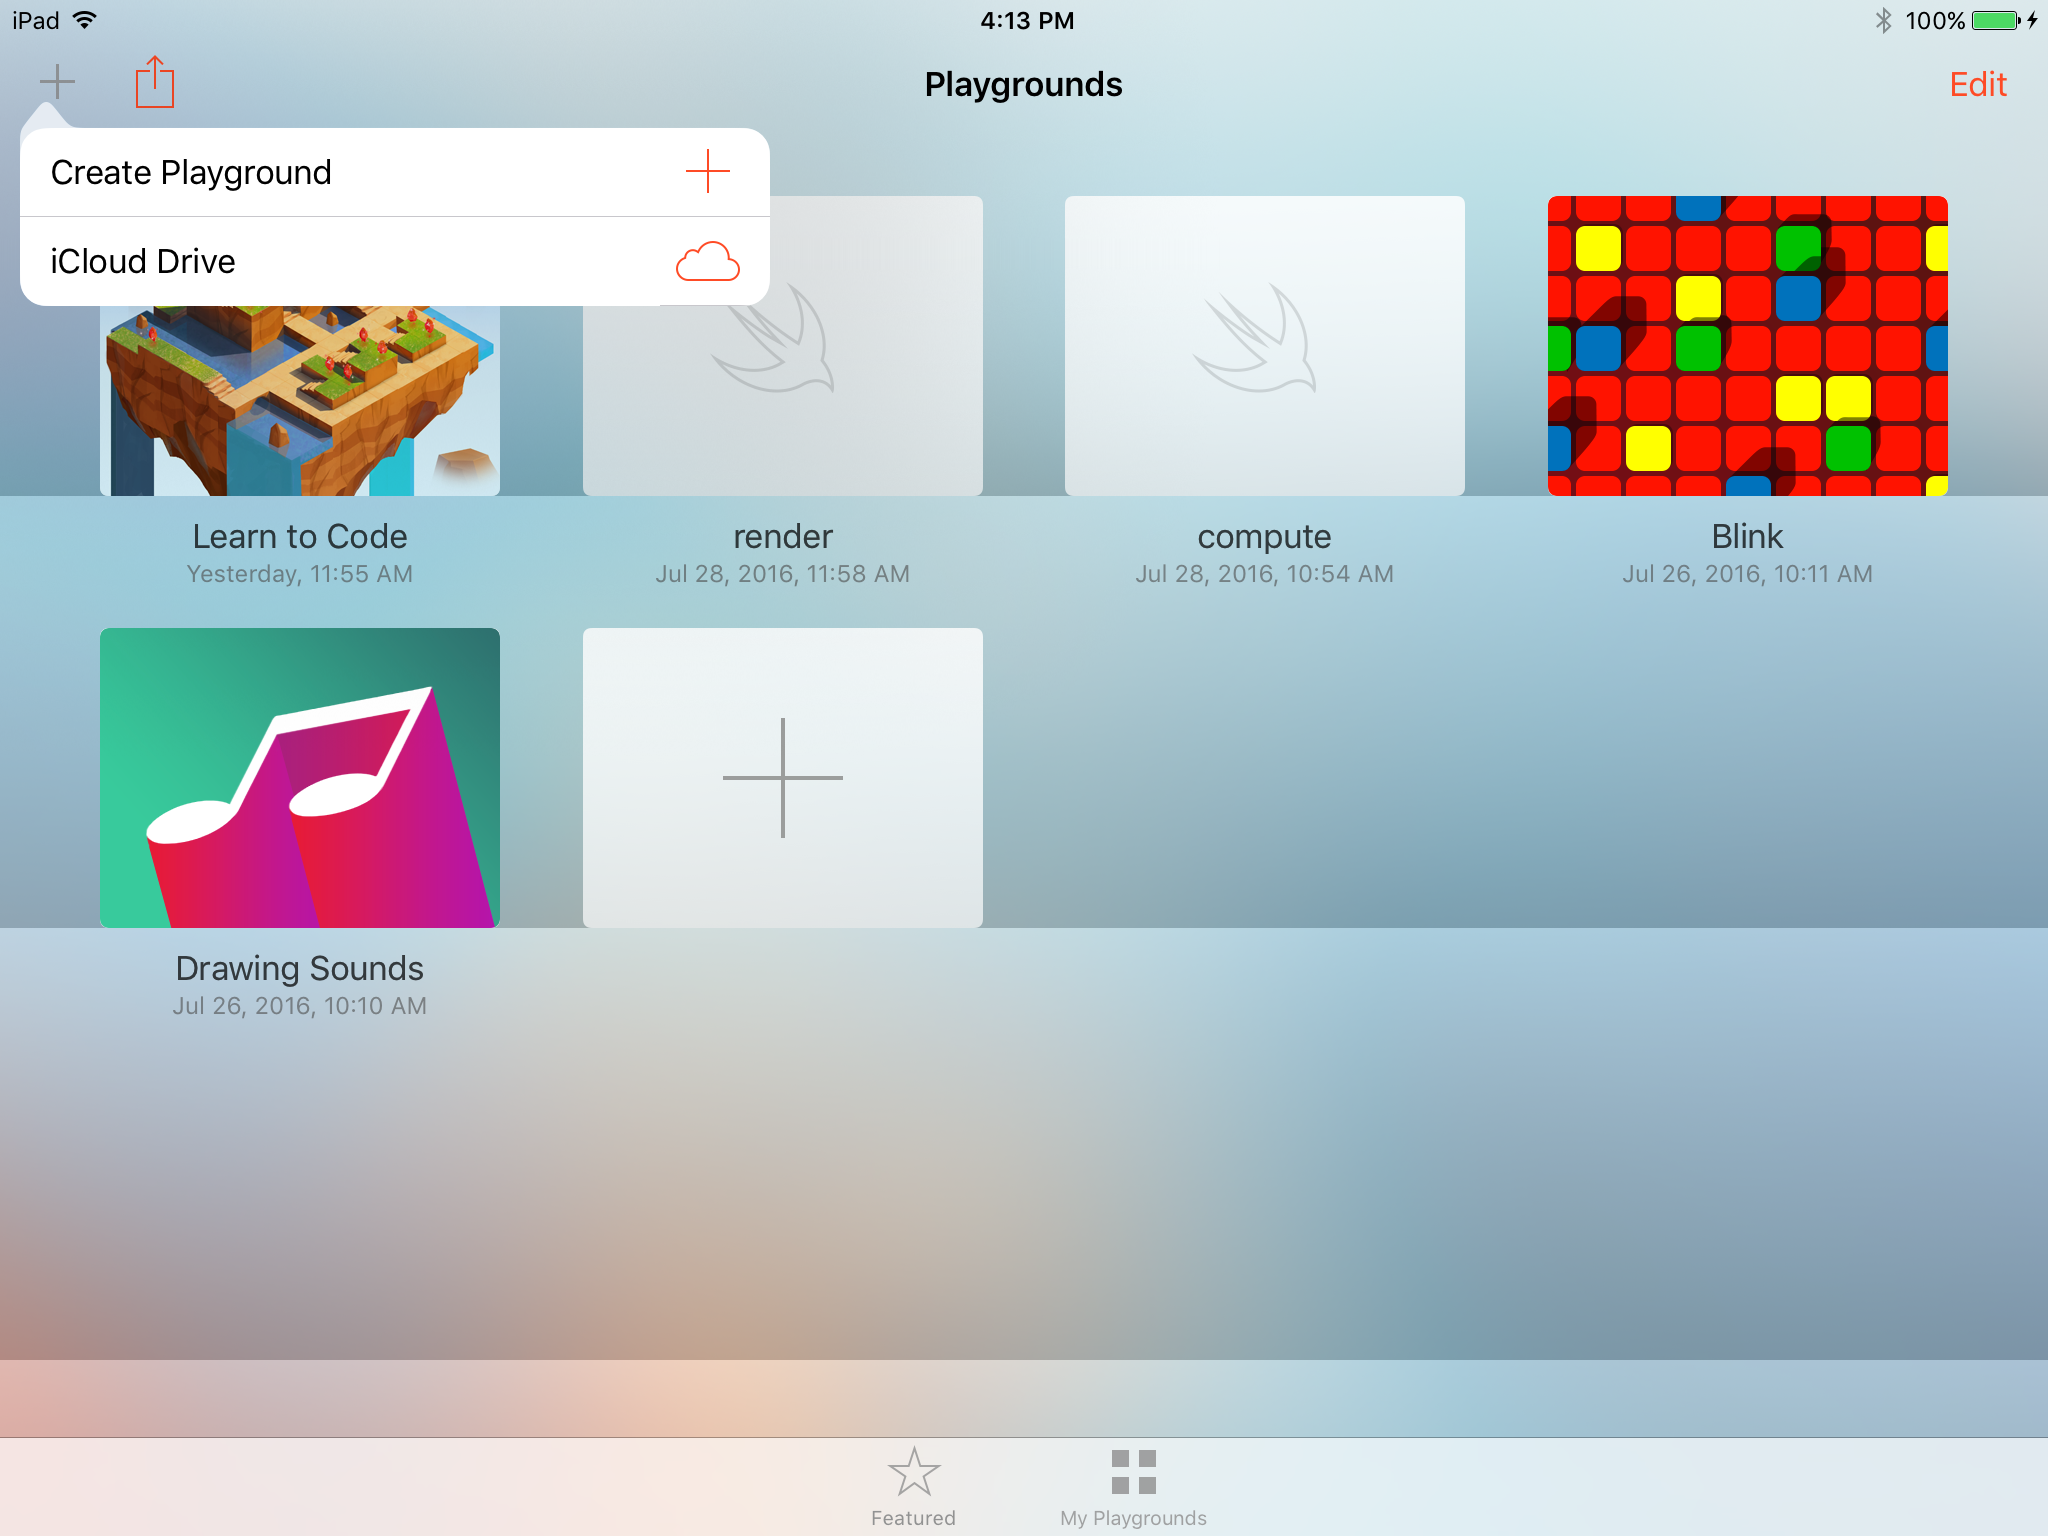 iPad 4:13 PM 100%
Playgrounds Edit
Create Playground
iCloud Drive
Learn to Code render compute Blink
Yesterday, 11:55 AM Jul 28, 2016, 11:58 AM Jul 28, 2016, 10:54 AM Jul 26, 2016, 10:11 AM
Drawing Sounds
Jul 26, 2016, 10:10 AM
Featured My Playgrounds